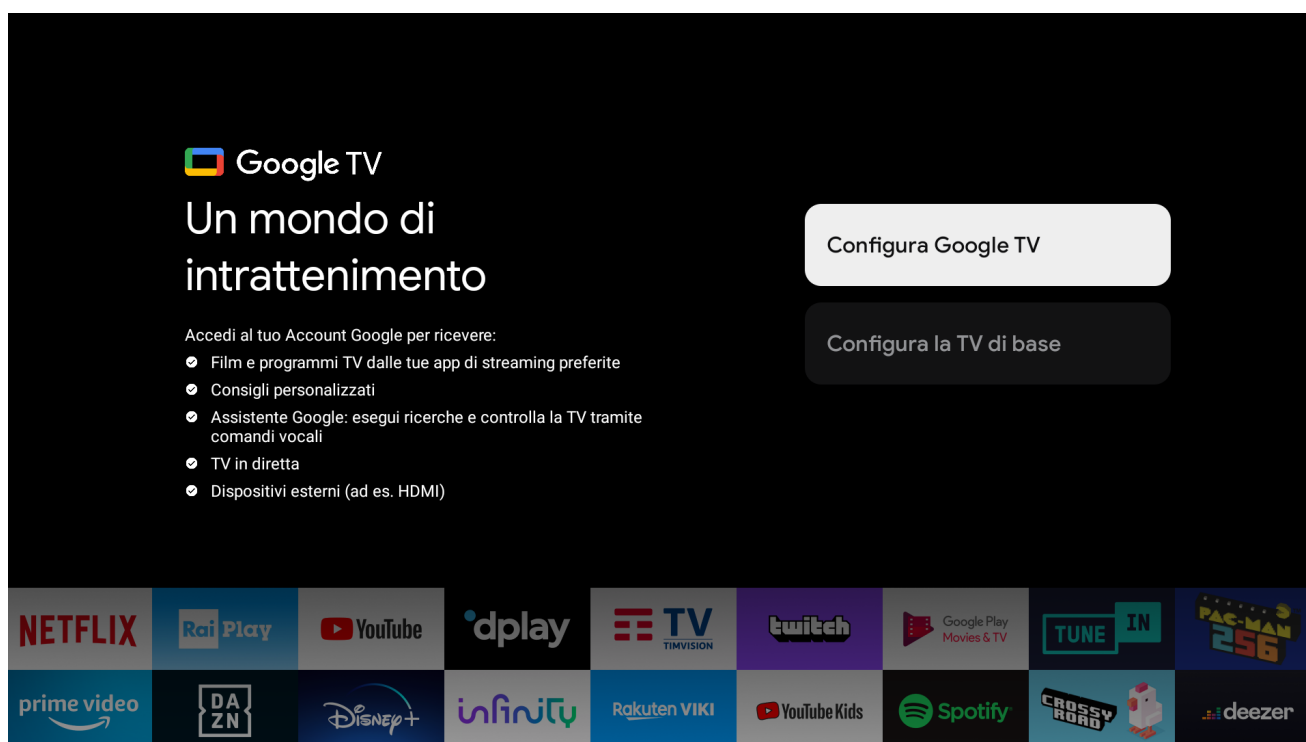 Google TV
Un mondo di
intrattenimento
Accedi al tuo Account Google per ricevere:
Film e programmi TV dalle tue app di streaming preferite
Consigli personalizzati
Assistente Google: esegui ricerche e controlla la TV tramite
comandi vocali
TV in diretta
Dispositivi esterni (ad es. HDMI)
Configura Google TV
Configura la TV di base
NETFLIX
Rai Play
YouTube
dplay
TV
TIMVISION
twitch
Google Play
Movies & TV
TUNE IN
PAC-MAN
256
prime video
DA
ZN
Disney+
infinity
Rakuten VIKI
YouTube Kids
Spotify
CROSSY
ROAD
deezer